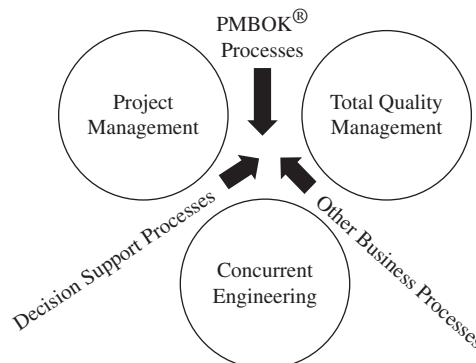 PMBOK®
Processes
Project
Management
Total Quality
Management
Decision Support Processes
Other Business Processes
Concurrent
Engineering